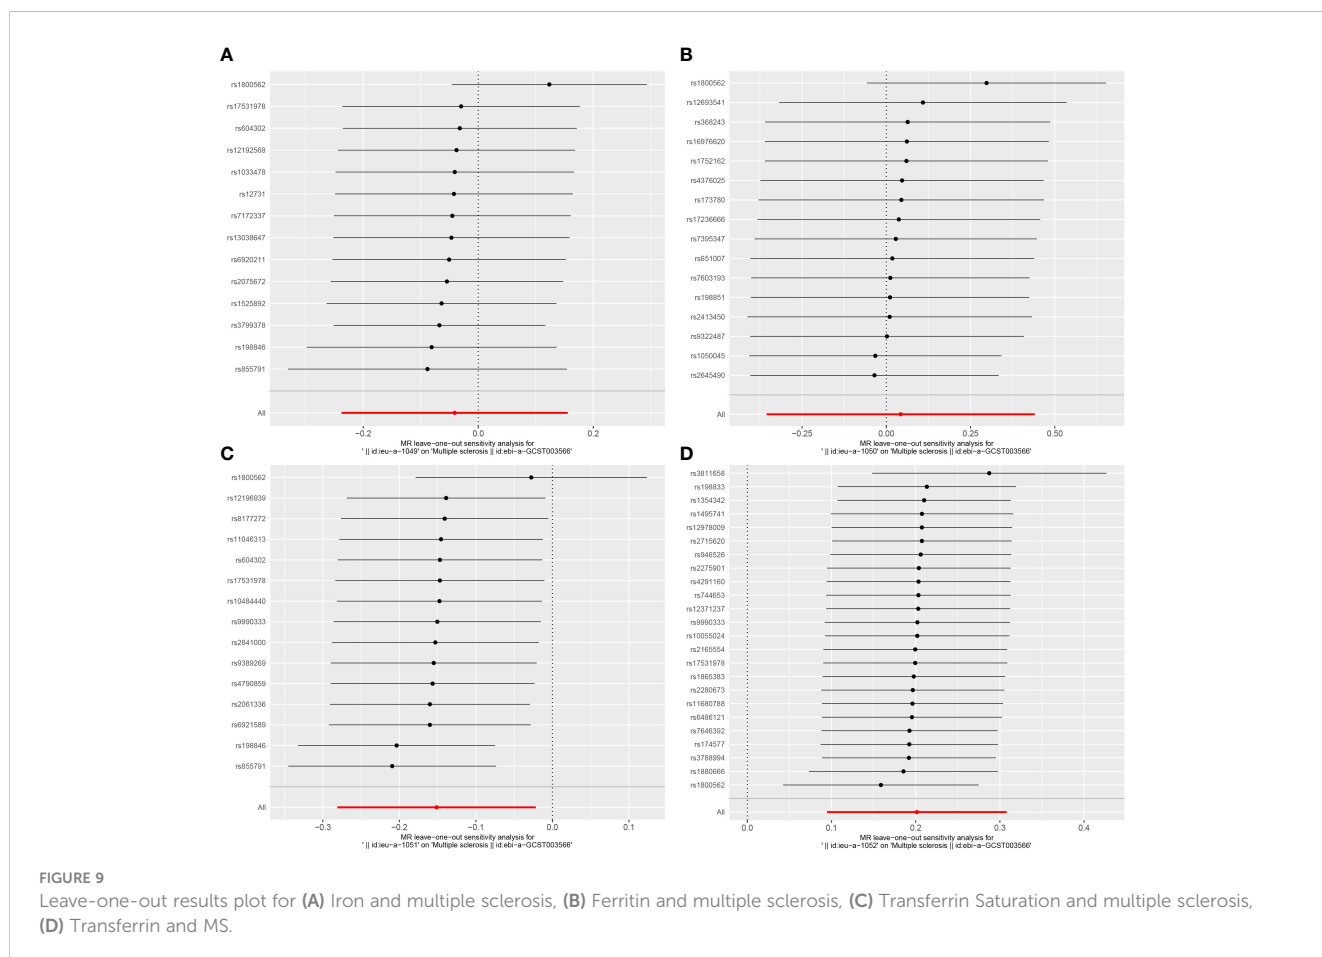 A
rs1800562
rs17531978
rs604302
rs12192568
rs1033478
rs12731
rs7172337
rs13038647
rs6920211
rs2075672
rs1525892
rs3799378
rs198846
rs855791
All
−0.2 0.0 0.2
MR leave−one−out sensitivity analysis for
' || id:ieu−a−1049' on 'Multiple sclerosis || id:ebi−a−GCST003566'
B
rs1800562
rs12693541
rs368243
rs16976620
rs1752162
rs4376025
rs173780
rs17236666
rs7395347
rs651007
rs7603193
rs198851
rs2413450
rs9322487
rs1050045
rs2645490
All
−0.25 0.00 0.25 0.50
MR leave−one−out sensitivity analysis for
' || id:ieu−a−1050' on 'Multiple sclerosis || id:ebi−a−GCST003566'
C
rs1800562
rs12196939
rs8177272
rs11046313
rs604302
rs17531978
rs10484440
rs9990333
rs2841000
rs9389269
rs4790859
rs2061336
rs6921589
rs198846
rs855791
All
−0.3 −0.2 −0.1 0.0 0.1
MR leave−one−out sensitivity analysis for
' || id:ieu−a−1051' on 'Multiple sclerosis || id:ebi−a−GCST003566'
D
rs3811658
rs198833
rs1354342
rs1495741
rs12978009
rs2715620
rs946526
rs2275901
rs4291160
rs744653
rs12371237
rs9990333
rs10055024
rs2165554
rs17531978
rs1865383
rs2280673
rs11680788
rs6486121
rs7646392
rs174577
rs3788994
rs1880666
rs1800562
All
0.0 0.1 0.2 0.3 0.4
MR leave−one−out sensitivity analysis for
' || id:ieu−a−1052' on 'Multiple sclerosis || id:ebi−a−GCST003566'
FIGURE 9
Leave-one-out results plot for (A) Iron and multiple sclerosis, (B) Ferritin and multiple sclerosis, (C) Transferrin Saturation and multiple sclerosis,
(D) Transferrin and MS.